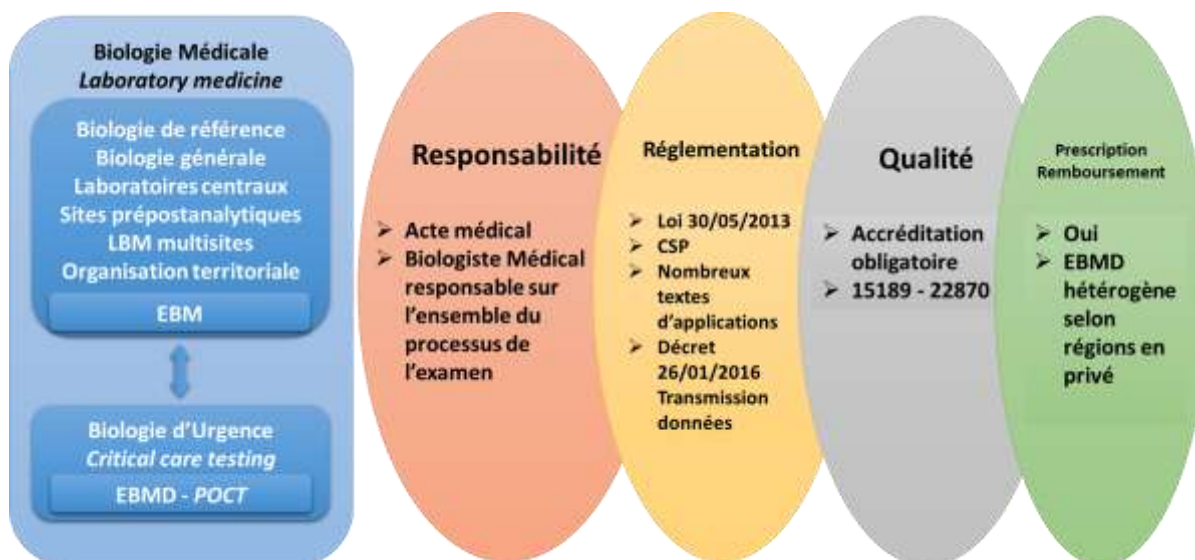 Biologie Médicale
Laboratory medicine
Biologie de référence
Biologie générale
Laboratoires centraux
Sites prépostanalytiques
LBM multisites
Organisation territoriale
EBM
Biologie d'Urgence
Critical care testing
EBMD - POCT
Responsabilité
➢ Acte médical
➢ Biologiste Médical
responsable sur
l'ensemble du
processus de
l'examen
Réglementation
➢ Loi 30/05/2013
➢ CSP
➢ Nombreux
textes
d'applications
➢ Décret
26/01/2016
Transmission
données
Qualité
➢ Accréditation
obligatoire
➢ 15189 - 22870
Prescription
Remboursement
➢ Oui
➢ EBMD
hétérogène
selon
régions en
privé